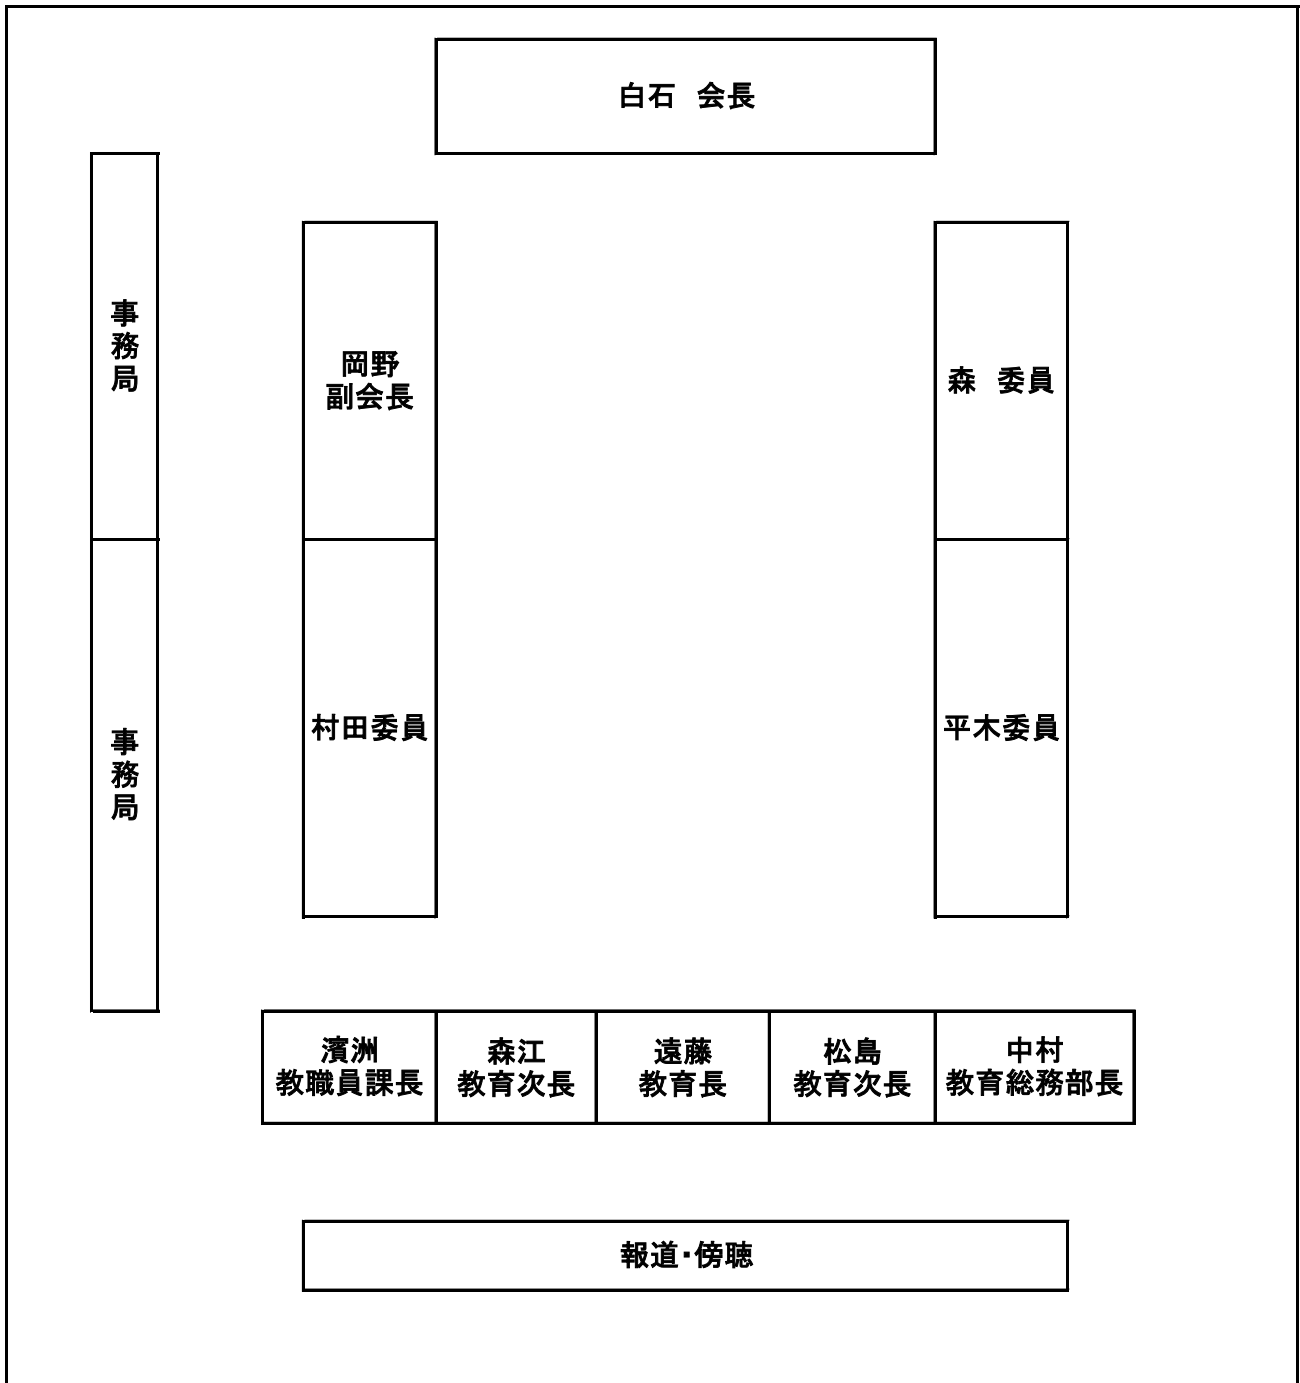 白石　会長
事務局
岡野
副会長
森　委員
事務局
村田委員
平木委員
濱洲
教職員課長
森江
教育次長
遠藤
教育長
松島
教育次長
中村
教育総務部長
報道・傍聴